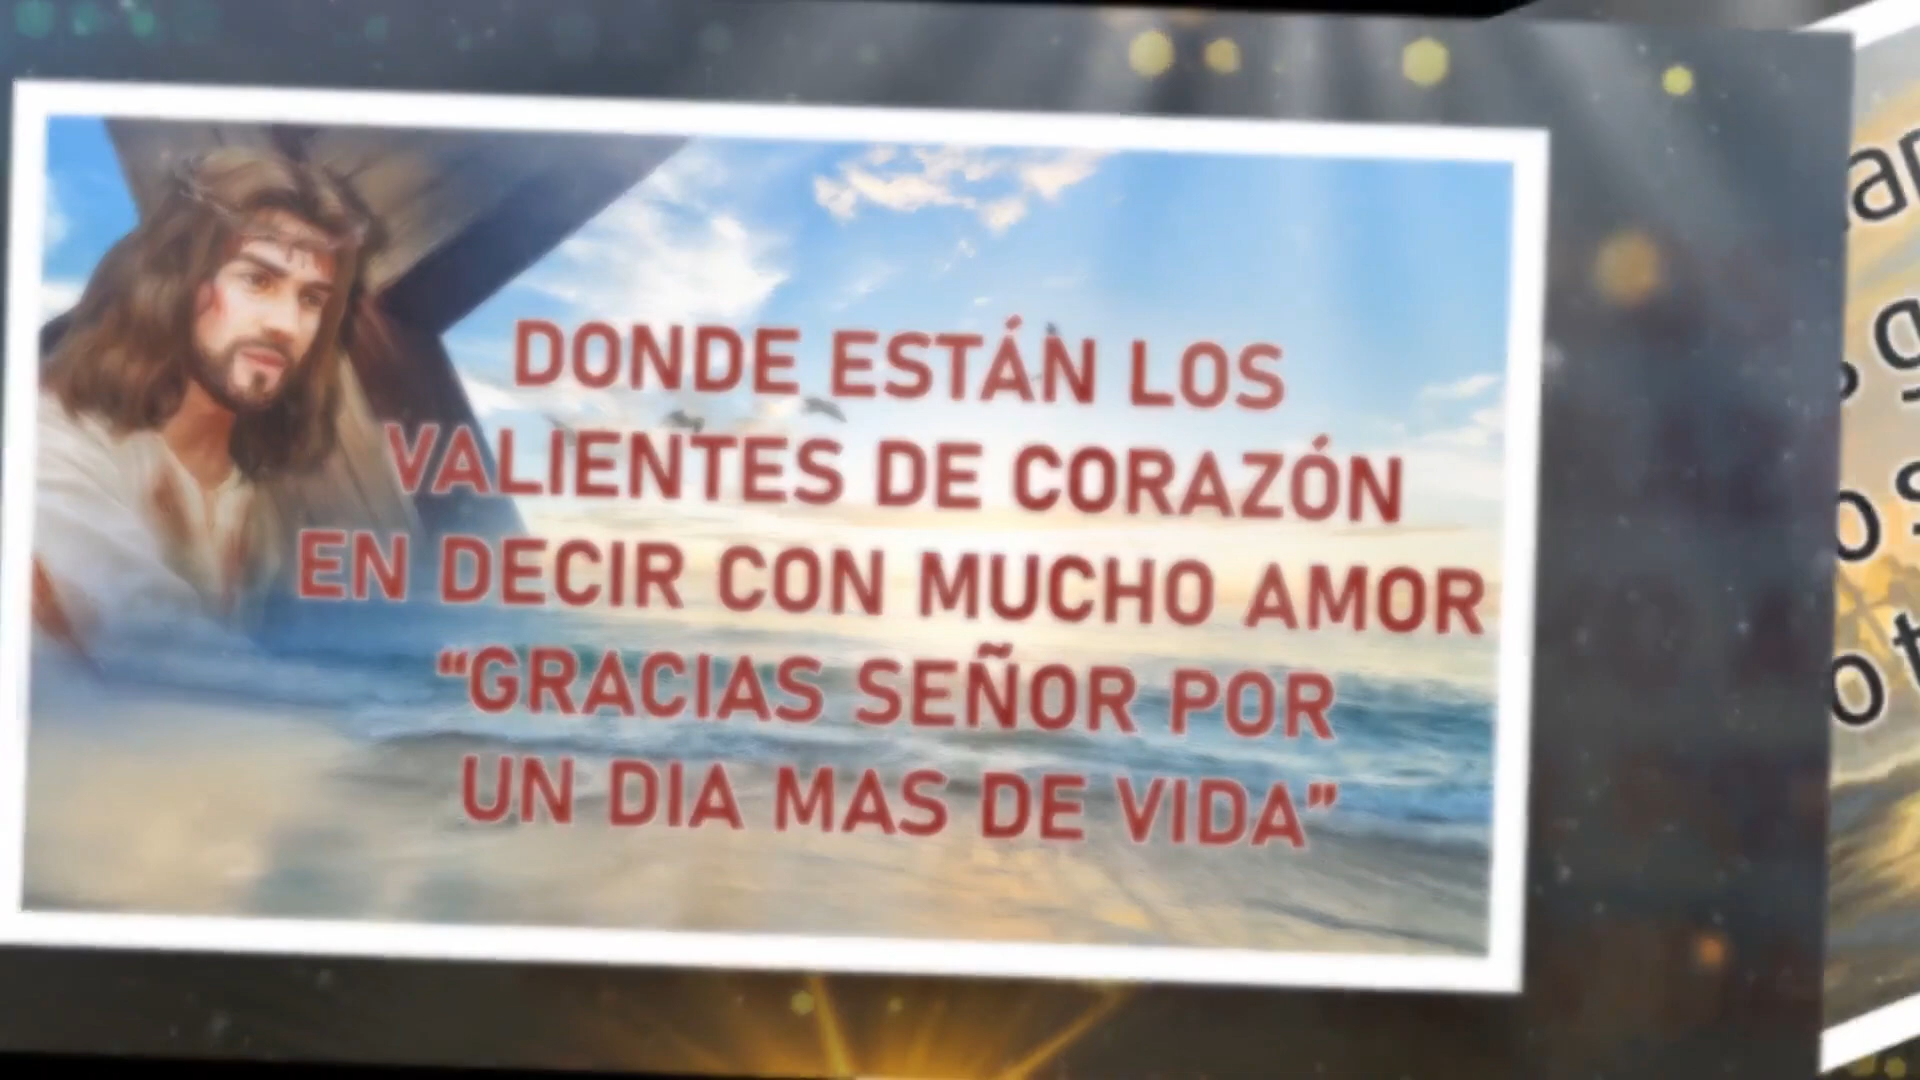 DONDE ESTÁN LOS
VALIENTES DE CORAZÓN
EN DECIR CON MUCHO AMOR
“GRACIAS SEÑOR POR
UN DIA MAS DE VIDA”